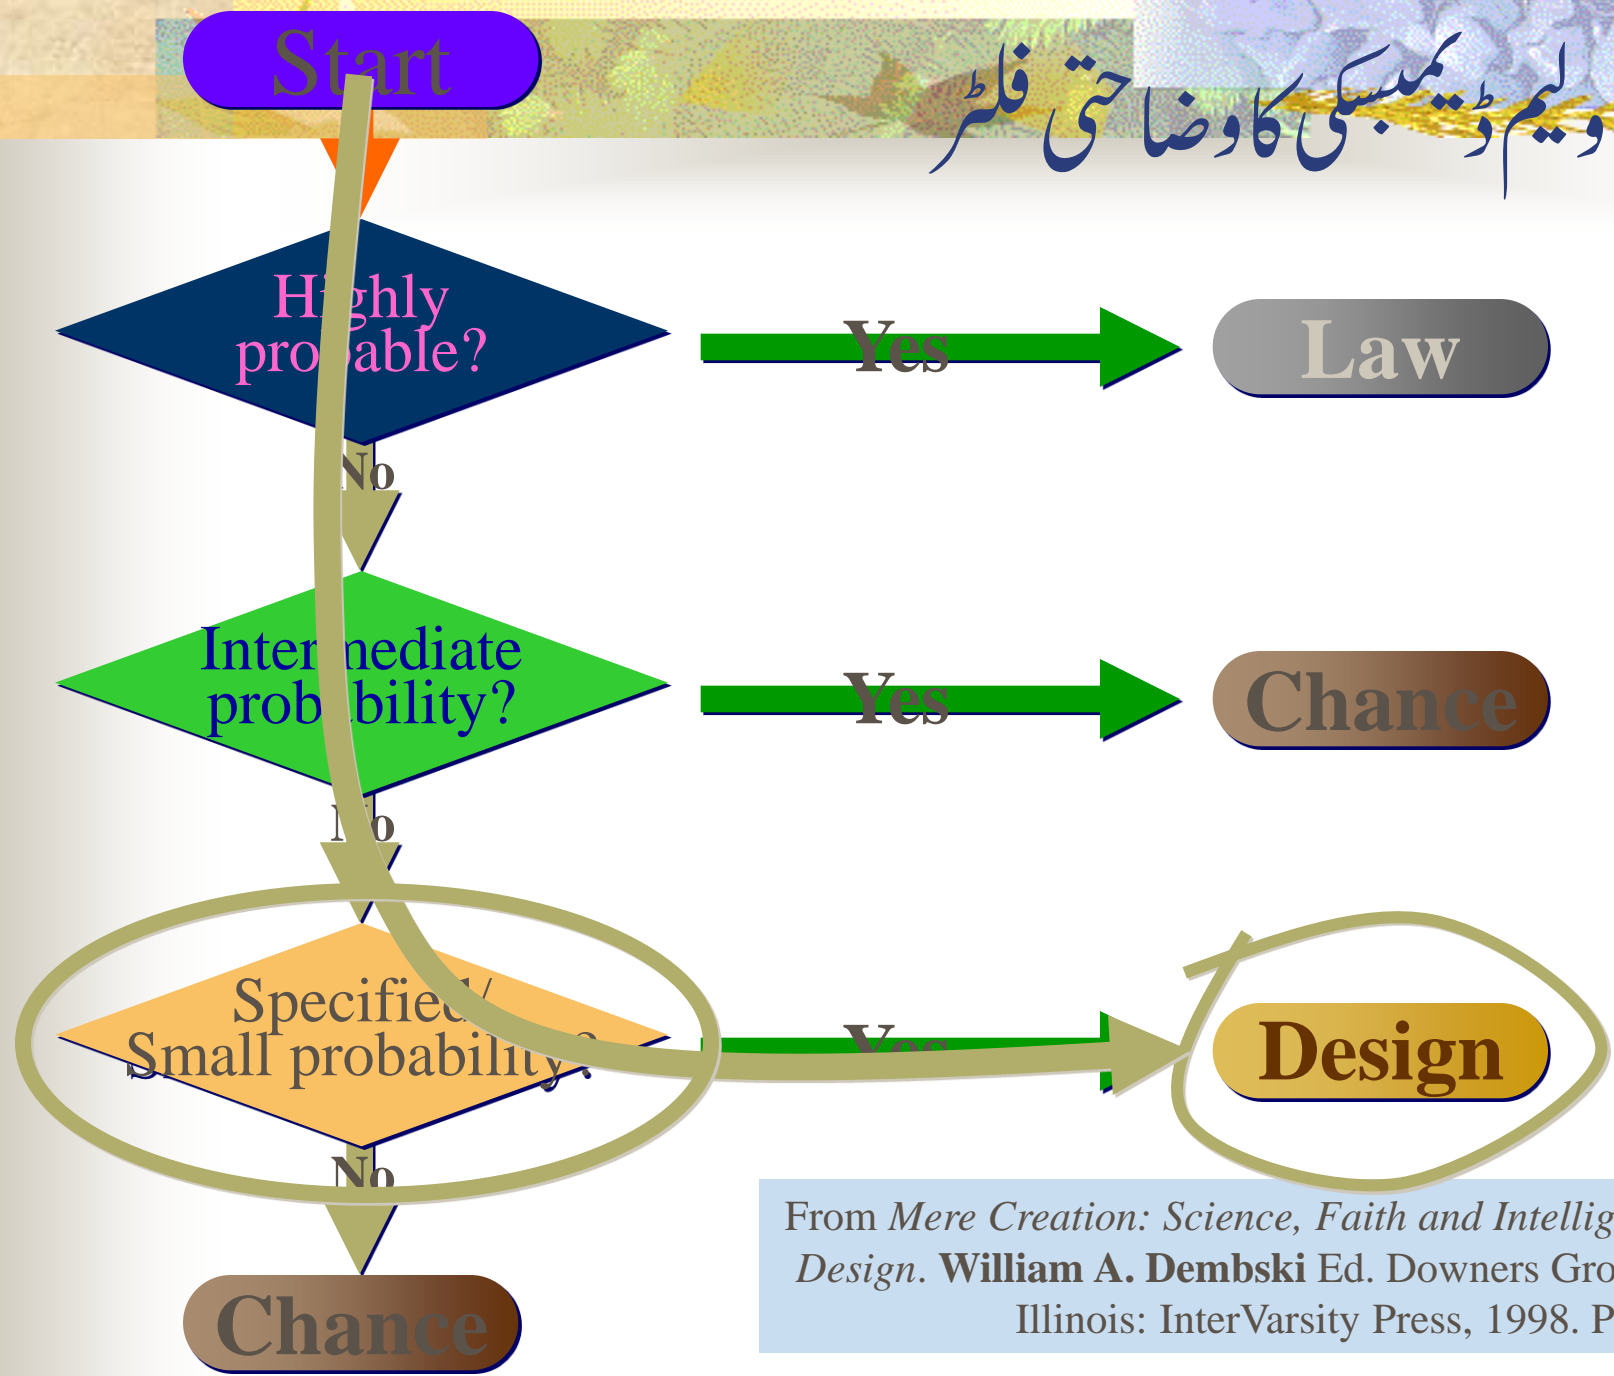 ولیم ڈیمبسکی کا وضاحتی فلٹر
Start
Highly
probable?
Yes
Law
No
Intermediate
probability?
Yes
Chance
No
Specified/
Small probability?
Yes
Design
No
Chance
From Mere Creation: Science, Faith and Intellig
Design. William A. Dembski Ed. Downers Gro
Illinois: InterVarsity Press, 1998. P